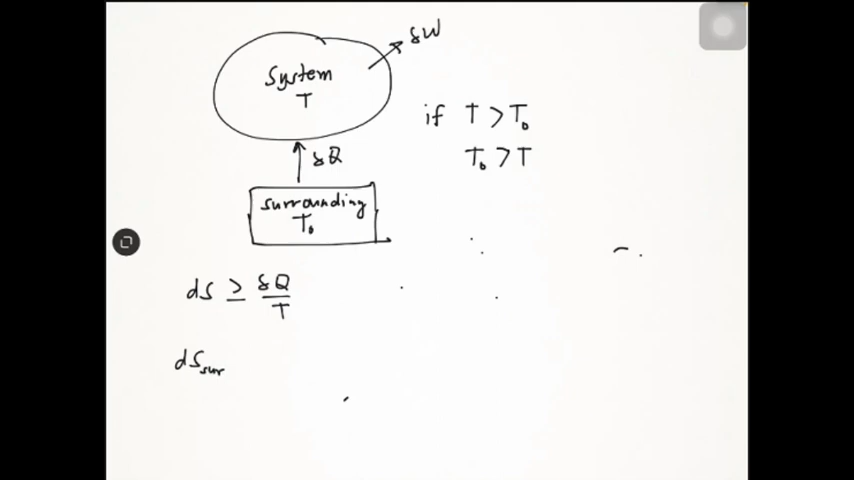 δW
System
T
if T > T₀
T₀ > T
δQ
surrounding
T₀
dS ≥ δQ/T
dS_sur